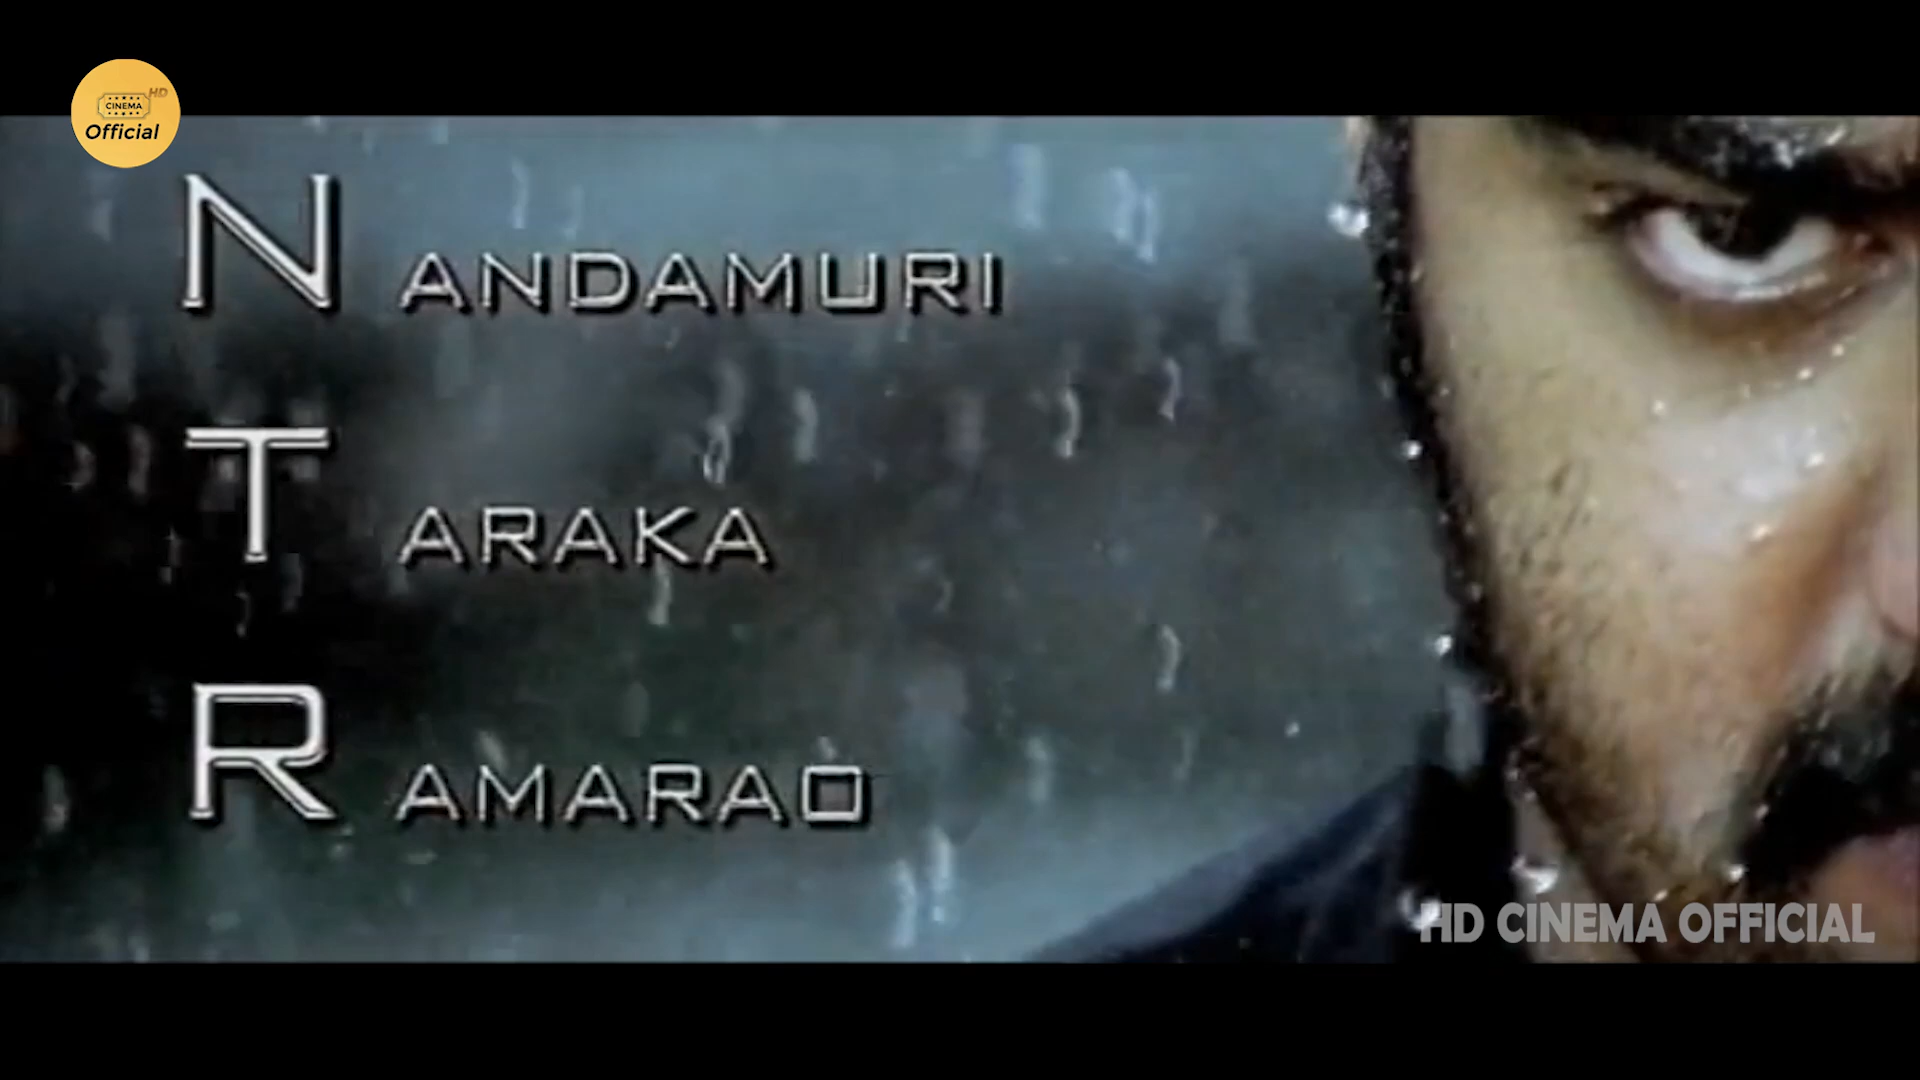 HD
CINEMA
Official
NANDAMURI
TARAKA
RAMARAO
HD CINEMA OFFICIAL